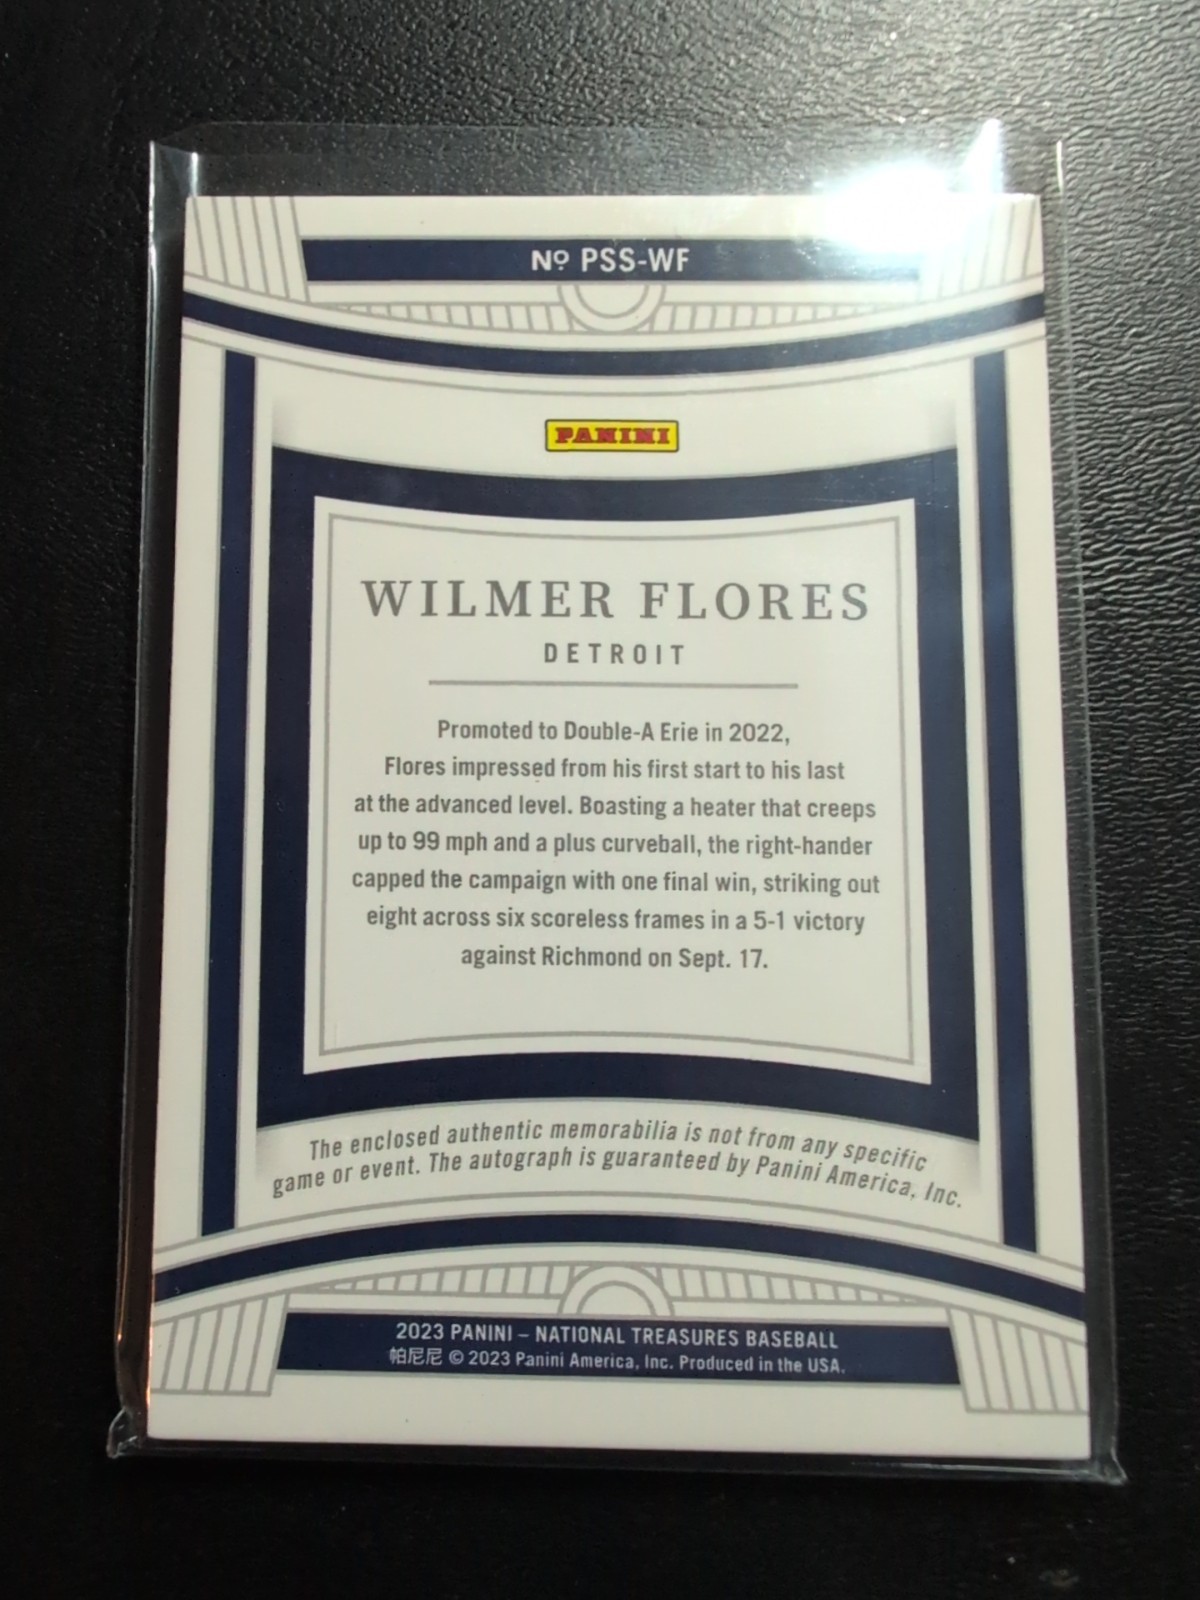 Nº PSS-WF
PANINI
WILMER FLORES
DETROIT
Promoted to Double-A Erie in 2022,
Flores impressed from his first start to his last
at the advanced level. Boasting a heater that creeps
up to 99 mph and a plus curveball, the right-hander
capped the campaign with one final win, striking out
eight across six scoreless frames in a 5-1 victory
against Richmond on Sept. 17.
The enclosed authentic memorabilia is not from any specific
game or event. The autograph is guaranteed by Panini America, Inc.
2023 PANINI – NATIONAL TREASURES BASEBALL
帕尼尼 © 2023 Panini America, Inc. Produced in the USA.